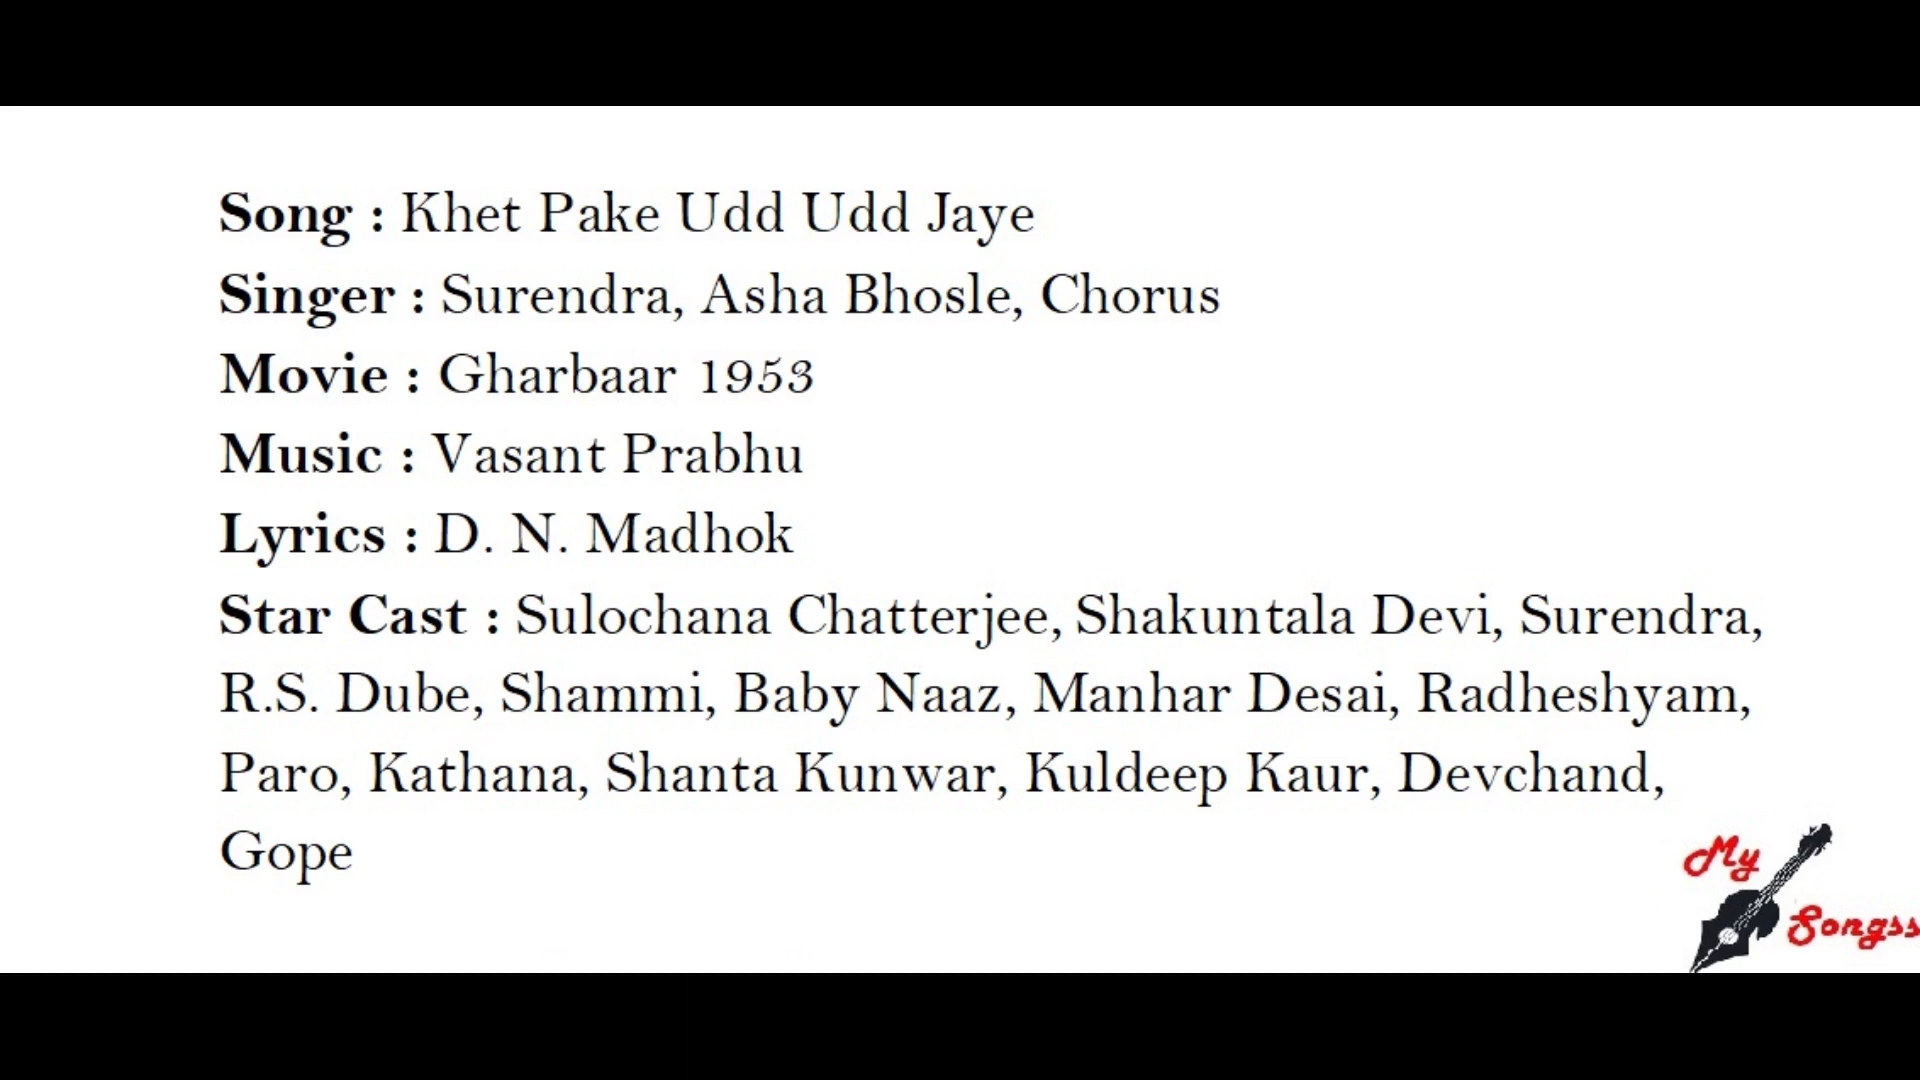 Song : Khet Pake Udd Udd Jaye
Singer : Surendra, Asha Bhosle, Chorus
Movie : Gharbaar 1953
Music : Vasant Prabhu
Lyrics : D. N. Madhok
Star Cast : Sulochana Chatterjee, Shakuntala Devi, Surendra,
R.S. Dube, Shammi, Baby Naaz, Manhar Desai, Radheshyam,
Paro, Kathana, Shanta Kunwar, Kuldeep Kaur, Devchand,
Gope
My
Songss